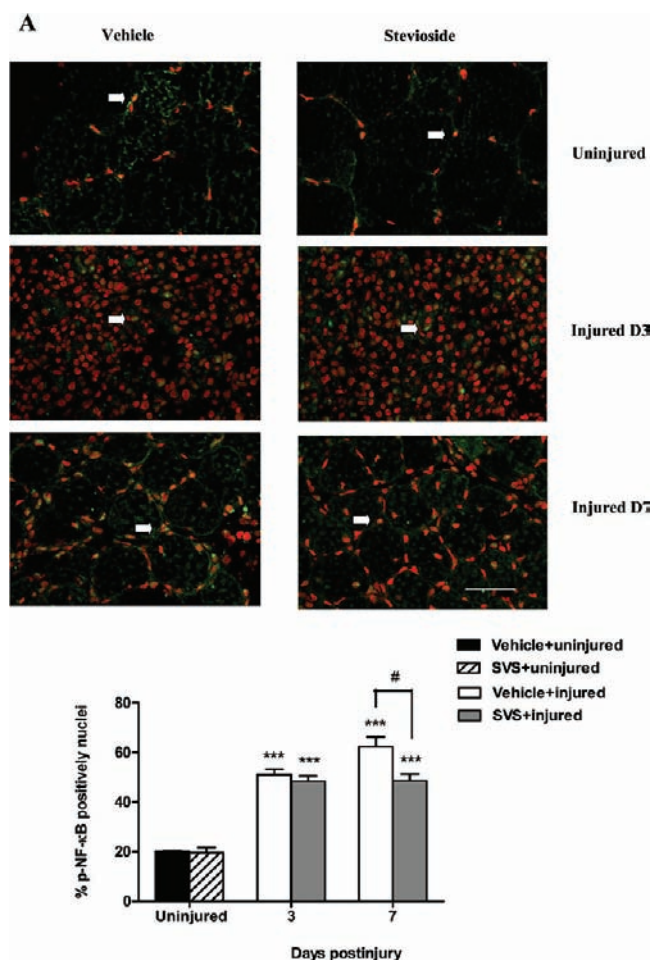 A
Vehicle
Stevioside
Uninjured
Injured D3
Injured D7
Vehicle+uninjured
SVS+uninjured
Vehicle+injured
SVS+injured
#
***
***
***
***
80
60
40
20
0
% p-NF-κB positively nuclei
Uninjured
3
7
Days postinjury